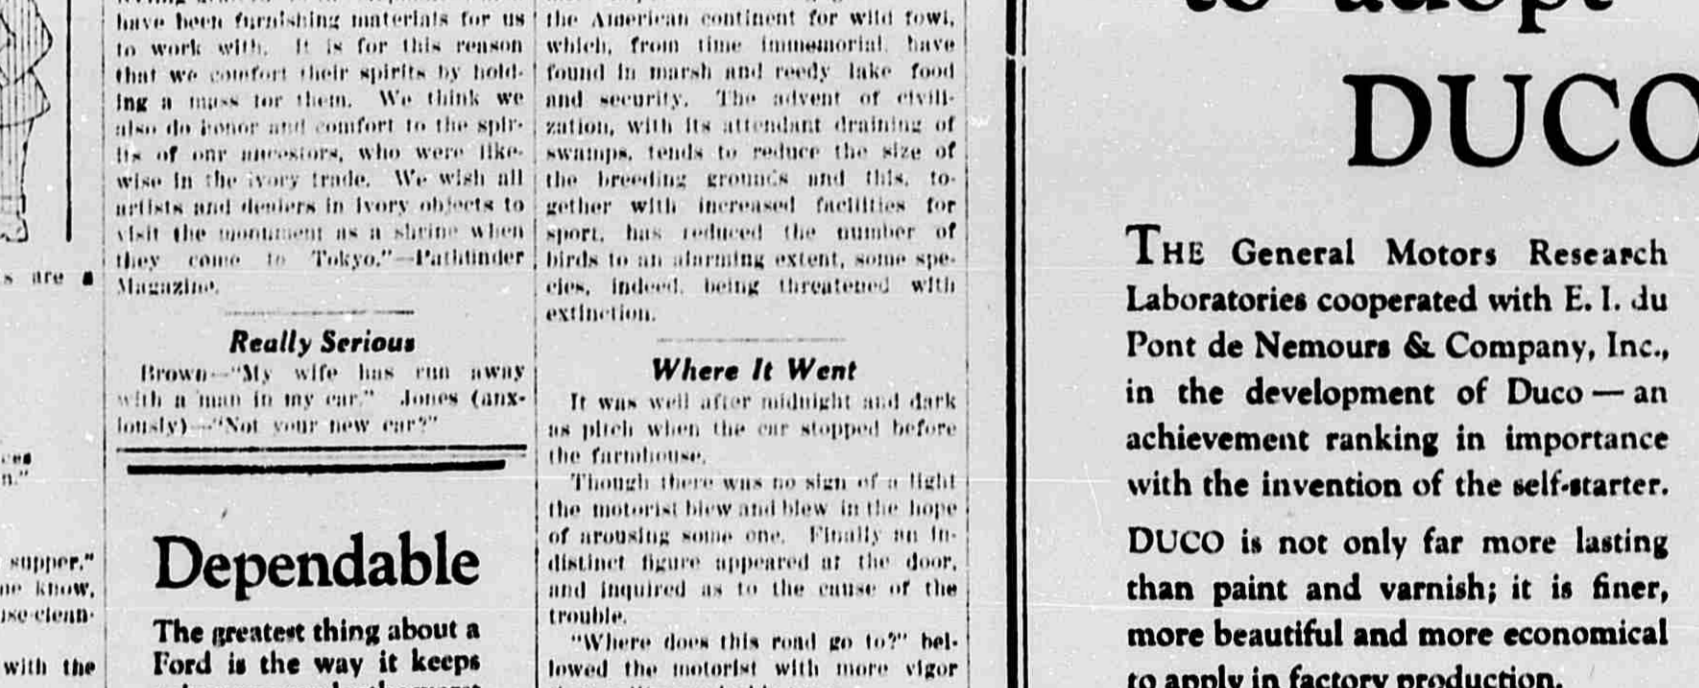 s are a
ces
n."
supper."
ne know,
use clean-
with the
have been furnishing materials for us
to work with. It is for this reason
that we comfort their spirits by hold-
ing a mass for them. We think we
also do honor and comfort to the spir-
its of our ancestors, who were like-
wise in the ivory trade. We wish all
artists and dealers in ivory objects to
visit the monument as a shrine when
they come to Tokyo."—Pathfinder
Magazine.
Really Serious
Brown—"My wife has run away
with a man in my car." Jones (anx-
iously)—"Not your new car?"
Dependable
The greatest thing about a
Ford is the way it keeps
the American continent for wild fowl,
which, from time immemorial, have
found in marsh and reedy lake food
and security. The advent of civili-
zation, with its attendant draining of
swamps, tends to reduce the size of
the breeding grounds and this, to-
gether with increased facilities for
sport, has reduced the number of
birds to an alarming extent, some spe-
cies, indeed, being threatened with
extinction.
Where It Went
It was well after midnight and dark
as pitch when the car stopped before
the farmhouse.
Though there was no sign of a light
the motorist blew and blew in the hope
of arousing some one. Finally an in-
distinct figure appeared at the door,
and inquired as to the cause of the
trouble.
"Where does this road go to?" bel-
lowed the motorist with more vigor
to adopt
DUCO
THE General Motors Research
Laboratories cooperated with E. I. du
Pont de Nemours & Company, Inc.,
in the development of Duco — an
achievement ranking in importance
with the invention of the self-starter.
DUCO is not only far more lasting
than paint and varnish; it is finer,
more beautiful and more economical
to apply in factory production.